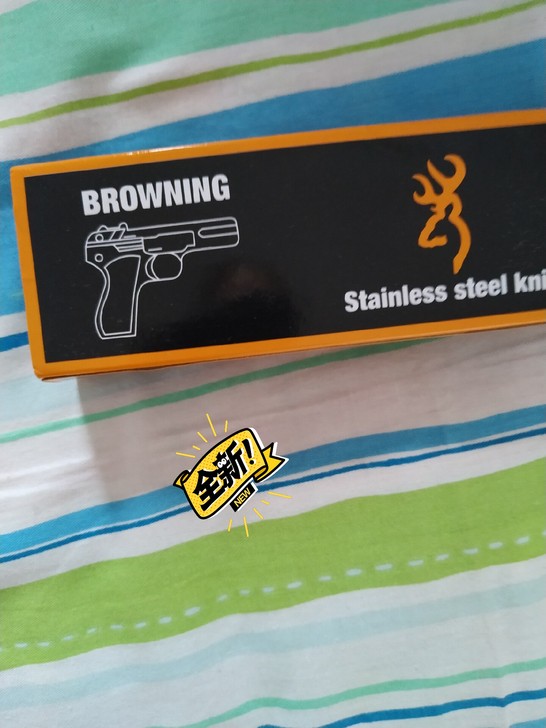 BROWNING
Stainless steel kni
全新!
NEW